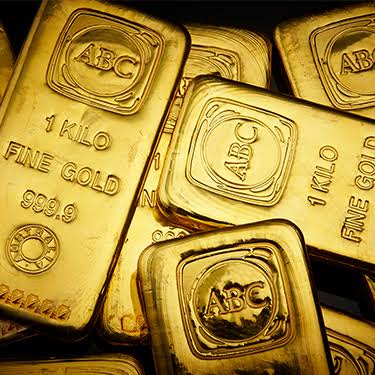 ABC
1 KILO
FINE GOLD
999.9
ABC
1 KILO
FINE GOLD
ABC
ABC